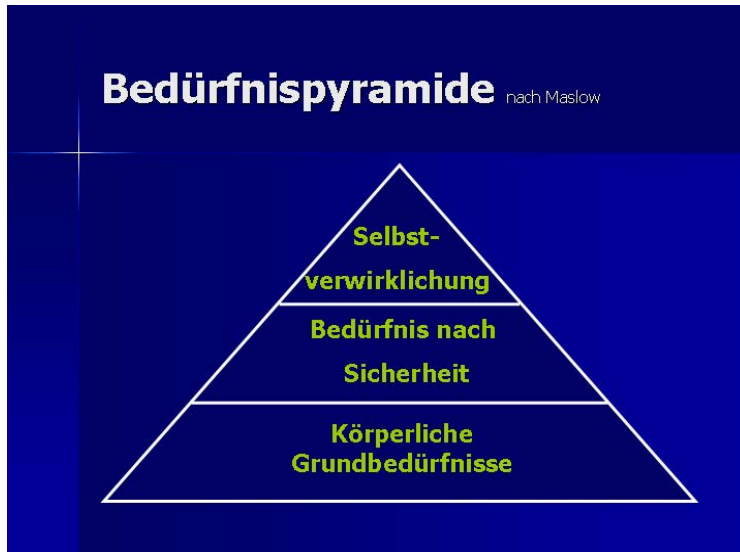 Bedürfnispyramide nach Maslow
Selbst-
verwirklichung
Bedürfnis nach
Sicherheit
Körperliche
Grundbedürfnisse